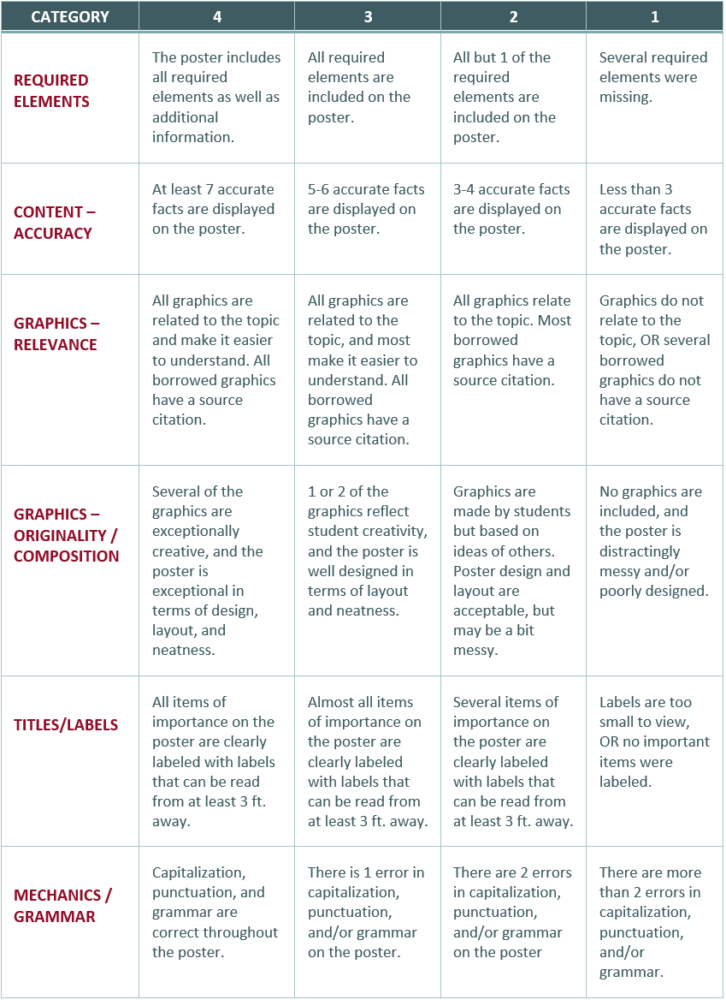 CATEGORY
4
3
2
1
REQUIRED
ELEMENTS
The poster includes
all required
elements as well as
additional
information.
All required
elements are
included on the
poster.
All but 1 of the
required
elements are
included on the
poster.
Several required
elements were
missing.
CONTENT –
ACCURACY
At least 7 accurate
facts are displayed
on the poster.
5-6 accurate facts
are displayed on
the poster.
3-4 accurate facts
are displayed on
the poster.
Less than 3
accurate facts
are displayed on
the poster.
GRAPHICS –
RELEVANCE
All graphics are
related to the topic
and make it easier
to understand. All
borrowed graphics
have a source
citation.
All graphics are
related to the
topic, and most
make it easier to
understand. All
borrowed
graphics have a
source citation.
All graphics relate
to the topic. Most
borrowed
graphics have a
source citation.
Graphics do not
relate to the
topic, OR several
borrowed
graphics do not
have a source
citation.
GRAPHICS –
ORIGINALITY /
COMPOSITION
Several of the
graphics are
exceptionally
creative, and the
poster is
exceptional in
terms of design,
layout, and
neatness.
1 or 2 of the
graphics reflect
student creativity,
and the poster is
well designed in
terms of layout
and neatness.
Graphics are
made by students
but based on
ideas of others.
Poster design and
layout are
acceptable, but
may be a bit
messy.
No graphics are
included, and
the poster is
distractingly
messy and/or
poorly designed.
TITLES/LABELS
All items of
importance on the
poster are clearly
labeled with labels
that can be read
from at least 3 ft.
away.
Almost all items
of importance on
the poster are
clearly labeled
with labels that
can be read from
at least 3 ft. away.
Several items of
importance on
the poster are
clearly labeled
with labels that
can be read from
at least 3 ft. away.
Labels are too
small to view,
OR no important
items were
labeled.
MECHANICS /
GRAMMAR
Capitalization,
punctuation, and
grammar are
correct throughout
the poster.
There is 1 error in
capitalization,
punctuation,
and/or grammar
on the poster.
There are 2 errors
in capitalization,
punctuation,
and/or grammar
on the poster
There are more
than 2 errors in
capitalization,
punctuation,
and/or
grammar.